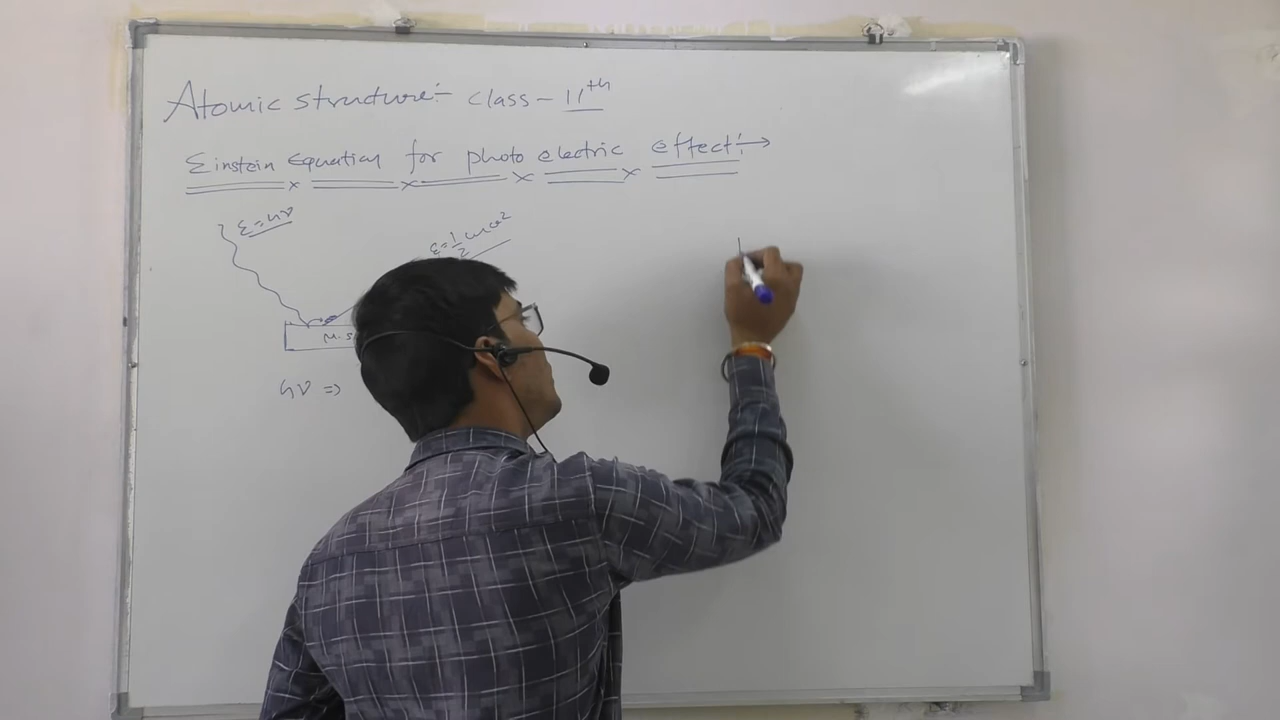 Atomic structure:- class - 11th
Einstein Equation for photo electric effect:→
E=hν
E=1/2 mv²
M.S
hν ⇒